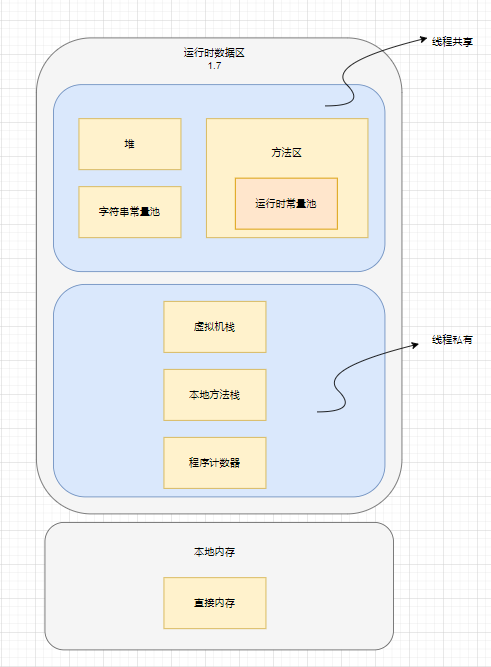 运行时数据区
1.7
线程共享
堆
方法区
字符串常量池
运行时常量池
虚拟机栈
线程私有
本地方法栈
程序计数器
本地内存
直接内存